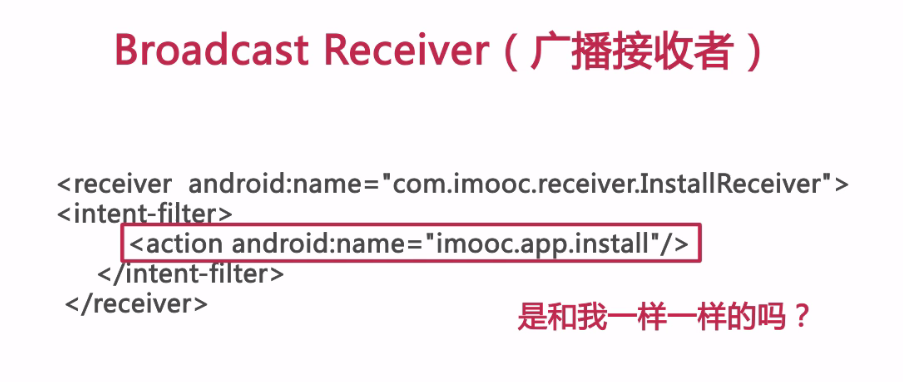 Broadcast Receiver（广播接收者）
<receiver  android:name="com.imooc.receiver.InstallReceiver">
<intent-filter>
<action android:name="imooc.app.install"/>
</intent-filter>
</receiver>
是和我一样一样的吗？